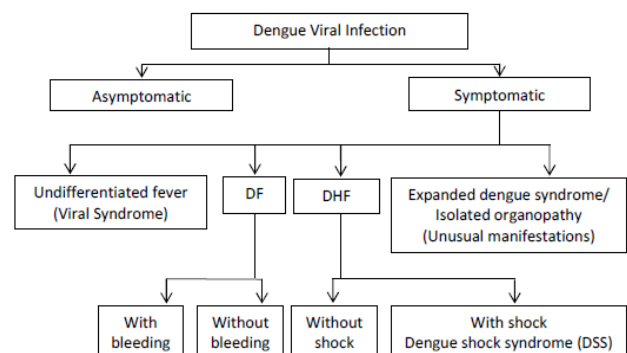 Dengue Viral Infection
Asymptomatic
Symptomatic
Undifferentiated fever
(Viral Syndrome)
DF
DHF
Expanded dengue syndrome/
Isolated organopathy
(Unusual manifestations)
With
bleeding
Without
bleeding
Without
shock
With shock
Dengue shock syndrome (DSS)